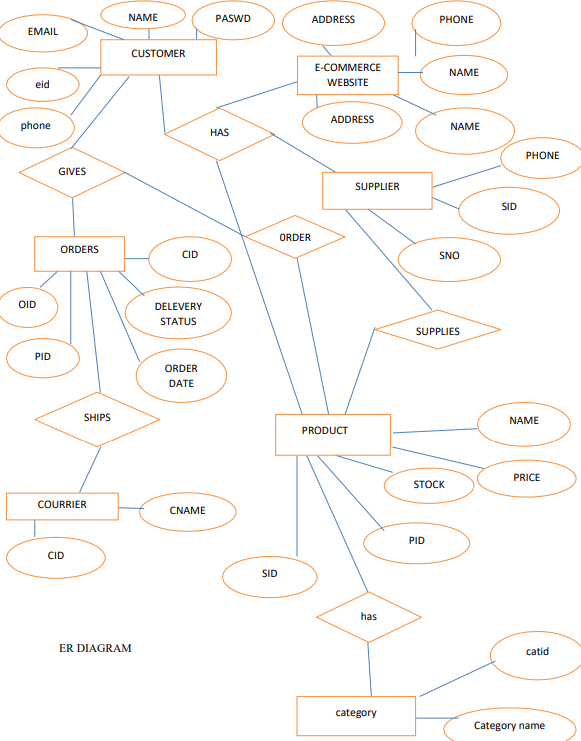 NAME
PASWD
ADDRESS
PHONE
EMAIL
CUSTOMER
E-COMMERCE
WEBSITE
NAME
eid
phone
HAS
ADDRESS
NAME
PHONE
GIVES
SUPPLIER
SID
ORDERS
CID
0RDER
SNO
OID
DELEVERY
STATUS
SUPPLIES
PID
ORDER
DATE
SHIPS
PRODUCT
NAME
STOCK
PRICE
COURRIER
CNAME
PID
CID
SID
has
ER DIAGRAM
catid
category
Category name